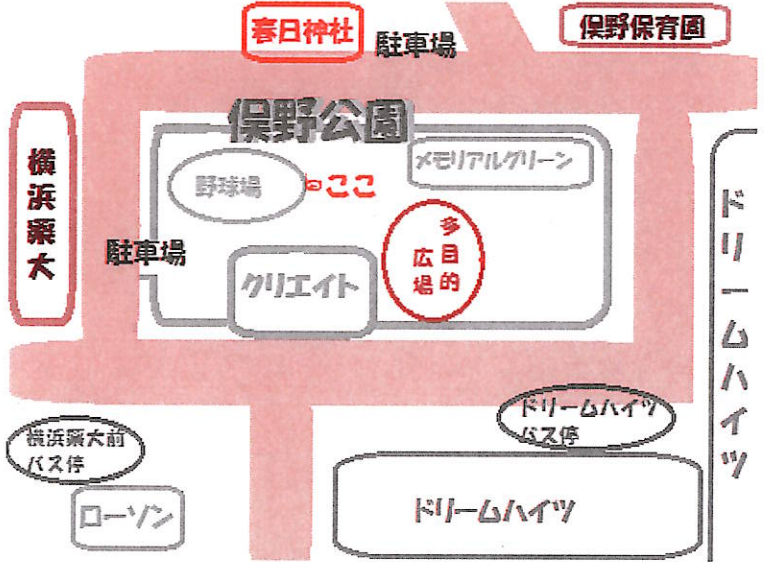 春日神社
駐車場
俣野保育園
俣野公園
横浜薬大
野球場
ここ
メモリアルグリーン
多目的
広場
駐車場
クリエイト
ドリームハイツ
ドリームハイツ
バス停
横浜薬大前
バス停
ローソン
ドリームハイツ